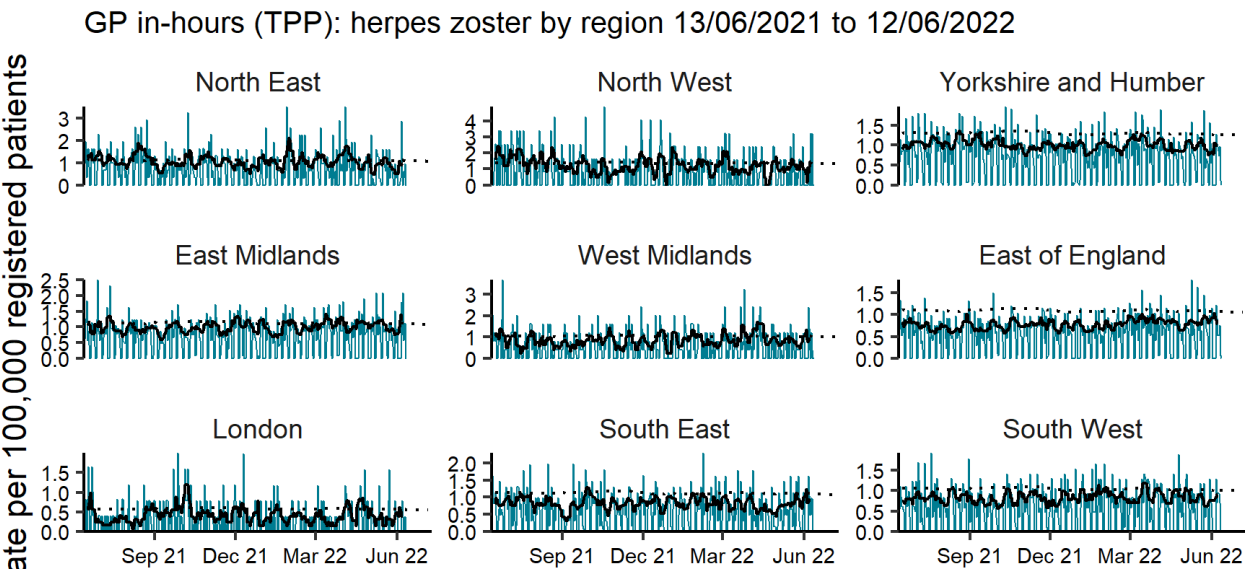 GP in-hours (TPP): herpes zoster by region 13/06/2021 to 12/06/2022
ate per 100,000 registered patients
North East
North West
Yorkshire and Humber
3
2
1
0
4
3
2
1
0
1.5
1.0
0.5
0.0
East Midlands
West Midlands
East of England
2.5
2.0
1.5
1.0
0.5
0.0
3
2
1
0
1.5
1.0
0.5
0.0
London
South East
South West
1.5
1.0
0.5
0.0
2.0
1.5
1.0
0.5
0.0
1.5
1.0
0.5
0.0
Sep 21 Dec 21 Mar 22 Jun 22
Sep 21 Dec 21 Mar 22 Jun 22
Sep 21 Dec 21 Mar 22 Jun 22